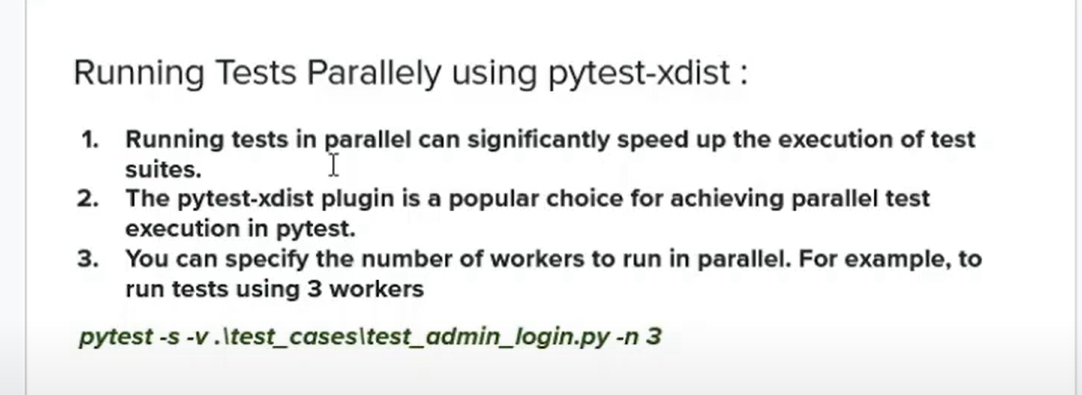 Running Tests Parallely using pytest-xdist :
1. Running tests in parallel can significantly speed up the execution of test
suites.
2. The pytest-xdist plugin is a popular choice for achieving parallel test
execution in pytest.
3. You can specify the number of workers to run in parallel. For example, to
run tests using 3 workers
pytest -s -v .\test_cases\test_admin_login.py -n 3